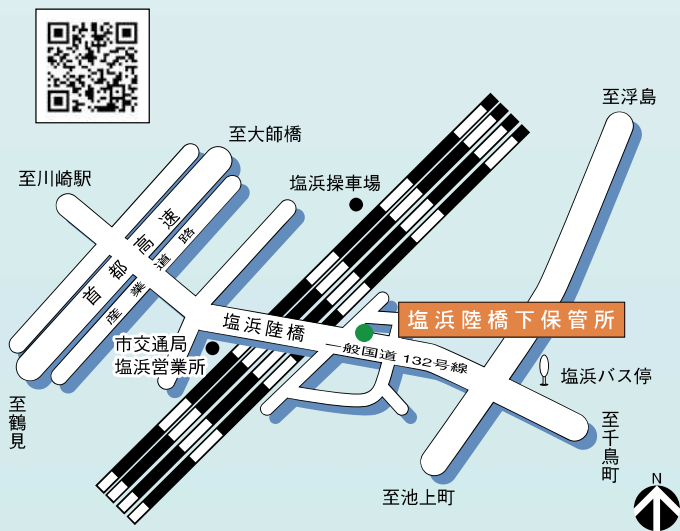 至浮島
至大師橋
至川崎駅
塩浜操車場
首都高速
産業道路
塩浜陸橋
塩浜陸橋下保管所
一般国道 132号線
市交通局
塩浜営業所
塩浜バス停
至鶴見
至千鳥町
至池上町
N